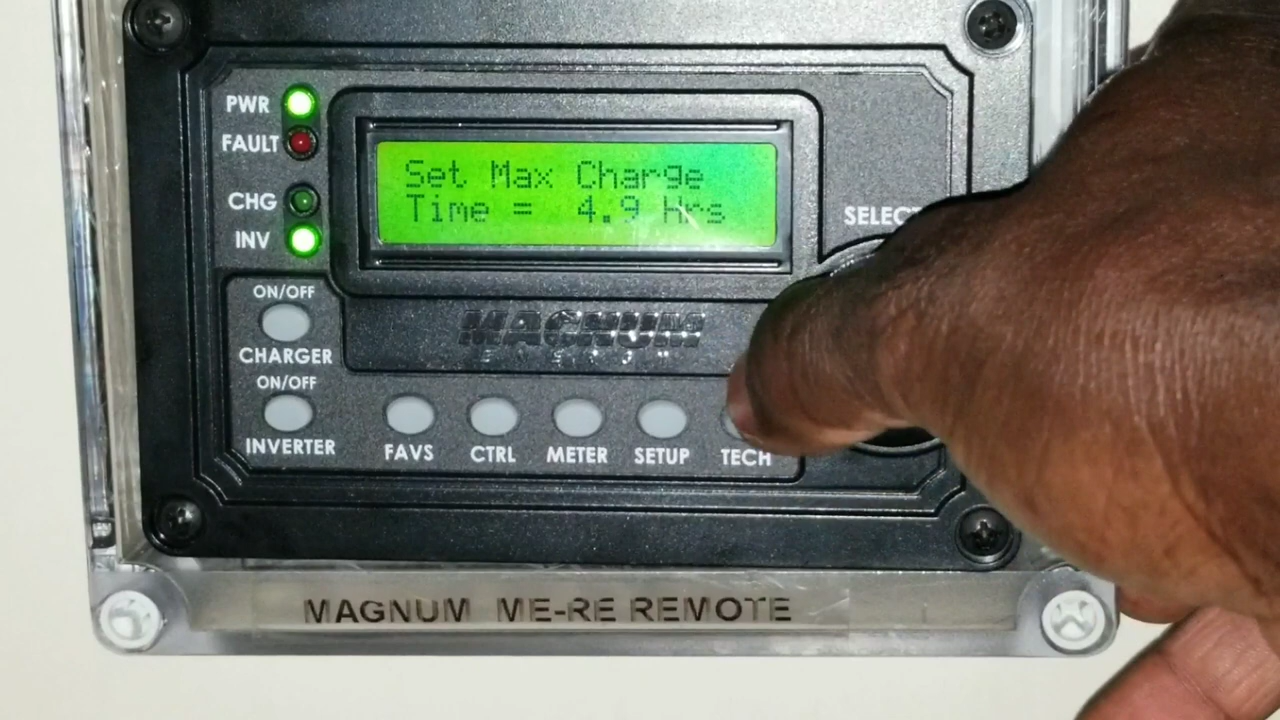 PWR
FAULT
CHG
INV
Set Max Charge
Time = 4.9 Hrs
SELECT
ON/OFF
CHARGER
ON/OFF
INVERTER
MAGNUM
ENERGY
FAVS
CTRL
METER
SETUP
TECH
MAGNUM ME-RE REMOTE